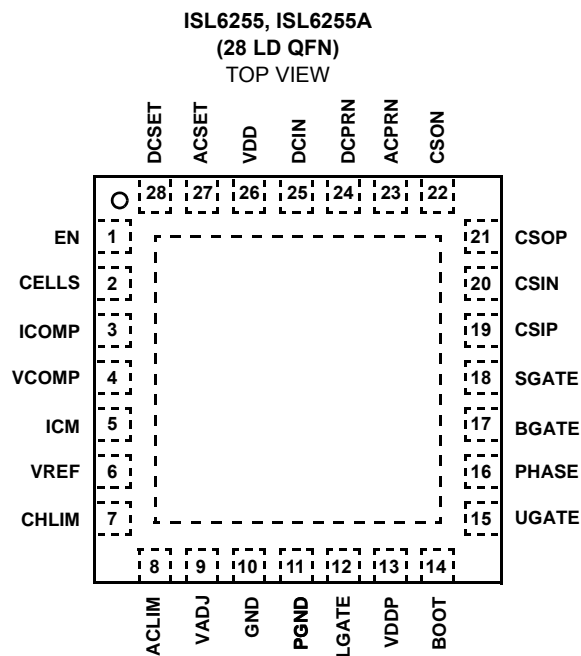 ISL6255, ISL6255A
(28 LD QFN)
TOP VIEW
DCSET
ACSET
VDD
DCIN
DCPRN
ACPRN
CSON
28 27 26 25 24 23 22
EN 1 21 CSOP
CELLS 2 20 CSIN
ICOMP 3 19 CSIP
VCOMP 4 18 SGATE
ICM 5 17 BGATE
VREF 6 16 PHASE
CHLIM 7 15 UGATE
8 9 10 11 12 13 14
ACLIM
VADJ
GND
PGND
LGATE
VDDP
BOOT